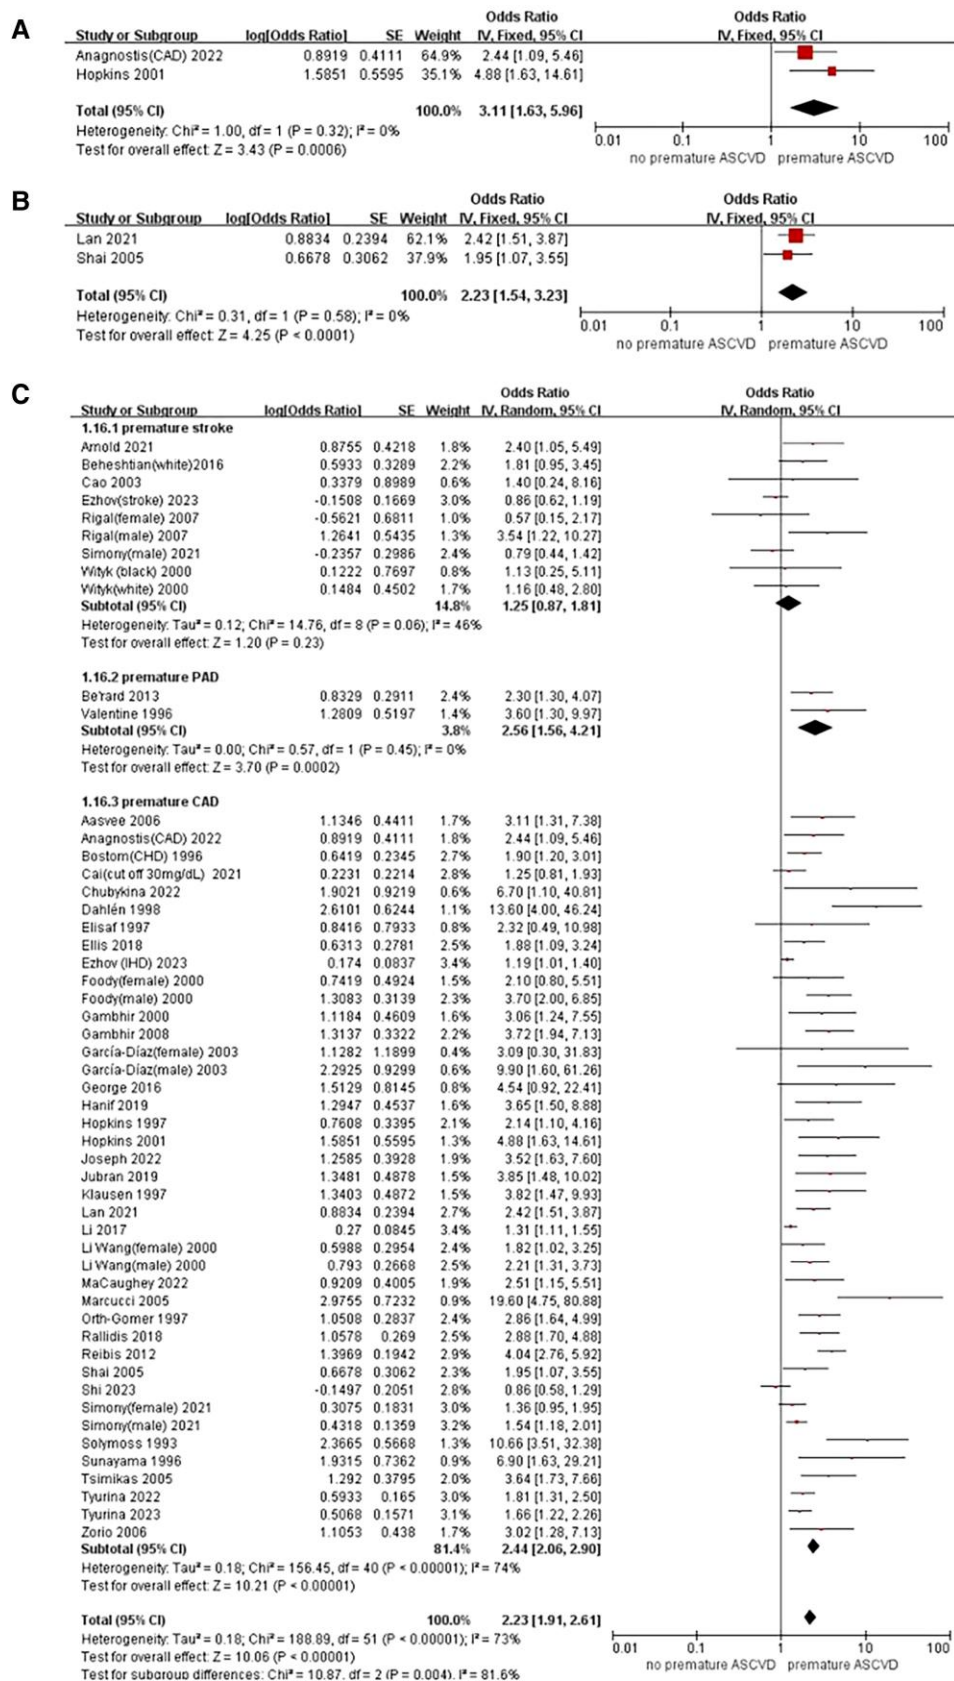 A
Odds Ratio Odds Ratio
Study or Subgroup log[Odds Ratio] SE Weight IV, Fixed, 95% CI IV, Fixed, 95% CI
Anagnostis(CAD) 2022 0.8919 0.4111 64.9% 2.44 [1.09, 5.46]
Hopkins 2001 1.5851 0.5595 35.1% 4.88 [1.63, 14.61]
Total (95% CI) 100.0% 3.11 [1.63, 5.96]
Heterogeneity: Chi² = 1.00, df = 1 (P = 0.32); I² = 0%
Test for overall effect: Z = 3.43 (P = 0.0006)
0.01 0.1 1 10 100
no premature ASCVD premature ASCVD
B
Odds Ratio Odds Ratio
Study or Subgroup log[Odds Ratio] SE Weight IV, Fixed, 95% CI IV, Fixed, 95% CI
Lan 2021 0.8834 0.2394 62.1% 2.42 [1.51, 3.87]
Shai 2005 0.6678 0.3062 37.9% 1.95 [1.07, 3.55]
Total (95% CI) 100.0% 2.23 [1.54, 3.23]
Heterogeneity: Chi² = 0.31, df = 1 (P = 0.58); I² = 0%
Test for overall effect: Z = 4.25 (P < 0.0001)
0.01 0.1 1 10 100
no premature ASCVD premature ASCVD
C
Odds Ratio Odds Ratio
Study or Subgroup log[Odds Ratio] SE Weight IV, Random, 95% CI IV, Random, 95% CI
1.16.1 premature stroke
Arnold 2021 0.8755 0.4218 1.8% 2.40 [1.05, 5.49]
Beheshtian(white)2016 0.5933 0.3289 2.2% 1.81 [0.95, 3.45]
Cao 2003 0.3379 0.8989 0.6% 1.40 [0.24, 8.16]
Ezhov(stroke) 2023 -0.1508 0.1669 3.0% 0.86 [0.62, 1.19]
Rigal(female) 2007 -0.5621 0.6811 1.0% 0.57 [0.15, 2.17]
Rigal(male) 2007 1.2641 0.5435 1.3% 3.54 [1.22, 10.27]
Simony(male) 2021 -0.2357 0.2986 2.4% 0.79 [0.44, 1.42]
Wityk (black) 2000 0.1222 0.7697 0.8% 1.13 [0.25, 5.11]
Wityk(white) 2000 0.1484 0.4502 1.7% 1.16 [0.48, 2.80]
Subtotal (95% CI) 14.8% 1.25 [0.87, 1.81]
Heterogeneity: Tau² = 0.12; Chi² = 14.76, df = 8 (P = 0.06); I² = 46%
Test for overall effect: Z = 1.20 (P = 0.23)
1.16.2 premature PAD
Be'rard 2013 0.8329 0.2911 2.4% 2.30 [1.30, 4.07]
Valentine 1996 1.2809 0.5197 1.4% 3.60 [1.30, 9.97]
Subtotal (95% CI) 3.8% 2.56 [1.56, 4.21]
Heterogeneity: Tau² = 0.00; Chi² = 0.57, df = 1 (P = 0.45); I² = 0%
Test for overall effect: Z = 3.70 (P = 0.0002)
1.16.3 premature CAD
Aasvee 2006 1.1346 0.4411 1.7% 3.11 [1.31, 7.38]
Anagnostis(CAD) 2022 0.8919 0.4111 1.8% 2.44 [1.09, 5.46]
Bostom(CHD) 1996 0.6419 0.2345 2.7% 1.90 [1.20, 3.01]
Cai(cut off 30mg/dL) 2021 0.2231 0.2214 2.8% 1.25 [0.81, 1.93]
Chubykina 2022 1.9021 0.9219 0.6% 6.70 [1.10, 40.81]
Dahlén 1998 2.6101 0.6244 1.1% 13.60 [4.00, 46.24]
Elisaf 1997 0.8416 0.7933 0.8% 2.32 [0.49, 10.98]
Ellis 2018 0.6313 0.2781 2.5% 1.88 [1.09, 3.24]
Ezhov (IHD) 2023 0.174 0.0837 3.4% 1.19 [1.01, 1.40]
Foody(female) 2000 0.7419 0.4924 1.5% 2.10 [0.80, 5.51]
Foody(male) 2000 1.3083 0.3139 2.3% 3.70 [2.00, 6.85]
Gambhir 2000 1.1184 0.4609 1.6% 3.06 [1.24, 7.55]
Gambhir 2008 1.3137 0.3322 2.2% 3.72 [1.94, 7.13]
García-Díaz(female) 2003 1.1282 1.1899 0.4% 3.09 [0.30, 31.83]
García-Díaz(male) 2003 2.2925 0.9299 0.6% 9.90 [1.60, 61.26]
George 2016 1.5129 0.8145 0.8% 4.54 [0.92, 22.41]
Hanif 2019 1.2947 0.4537 1.6% 3.65 [1.50, 8.88]
Hopkins 1997 0.7608 0.3395 2.1% 2.14 [1.10, 4.16]
Hopkins 2001 1.5851 0.5595 1.3% 4.88 [1.63, 14.61]
Joseph 2022 1.2585 0.3928 1.9% 3.52 [1.63, 7.60]
Jubran 2019 1.3481 0.4878 1.5% 3.85 [1.48, 10.02]
Klausen 1997 1.3403 0.4872 1.5% 3.82 [1.47, 9.93]
Lan 2021 0.8834 0.2394 2.7% 2.42 [1.51, 3.87]
Li 2017 0.27 0.0845 3.4% 1.31 [1.11, 1.55]
Li Wang(female) 2000 0.5988 0.2954 2.4% 1.82 [1.02, 3.25]
Li Wang(male) 2000 0.793 0.2668 2.5% 2.21 [1.31, 3.73]
MaCaughey 2022 0.9209 0.4005 1.9% 2.51 [1.15, 5.51]
Marcucci 2005 2.9755 0.7232 0.9% 19.60 [4.75, 80.88]
Orth-Gomer 1997 1.0508 0.2837 2.4% 2.86 [1.64, 4.99]
Rallidis 2018 1.0578 0.269 2.5% 2.88 [1.70, 4.88]
Reibis 2012 1.3969 0.1942 2.9% 4.04 [2.76, 5.92]
Shai 2005 0.6678 0.3062 2.3% 1.95 [1.07, 3.55]
Shi 2023 -0.1497 0.2051 2.8% 0.86 [0.58, 1.29]
Simony(female) 2021 0.3075 0.1831 3.0% 1.36 [0.95, 1.95]
Simony(male) 2021 0.4318 0.1359 3.2% 1.54 [1.18, 2.01]
Solymoss 1993 2.3665 0.5668 1.3% 10.66 [3.51, 32.38]
Sunayama 1996 1.9315 0.7362 0.9% 6.90 [1.63, 29.21]
Tsimikas 2005 1.292 0.3795 2.0% 3.64 [1.73, 7.66]
Tyurina 2022 0.5933 0.165 3.0% 1.81 [1.31, 2.50]
Tyurina 2023 0.5068 0.1571 3.1% 1.66 [1.22, 2.26]
Zorio 2006 1.1053 0.438 1.7% 3.02 [1.28, 7.13]
Subtotal (95% CI) 81.4% 2.44 [2.06, 2.90]
Heterogeneity: Tau² = 0.18; Chi² = 156.45, df = 40 (P < 0.00001); I² = 74%
Test for overall effect: Z = 10.21 (P < 0.00001)
Total (95% CI) 100.0% 2.23 [1.91, 2.61]
Heterogeneity: Tau² = 0.18; Chi² = 188.89, df = 51 (P < 0.00001); I² = 73%
Test for overall effect: Z = 10.06 (P < 0.00001)
Test for subgroup differences: Chi² = 10.87, df = 2 (P = 0.004), I² = 81.6%
0.01 0.1 1 10 100
no premature ASCVD premature ASCVD